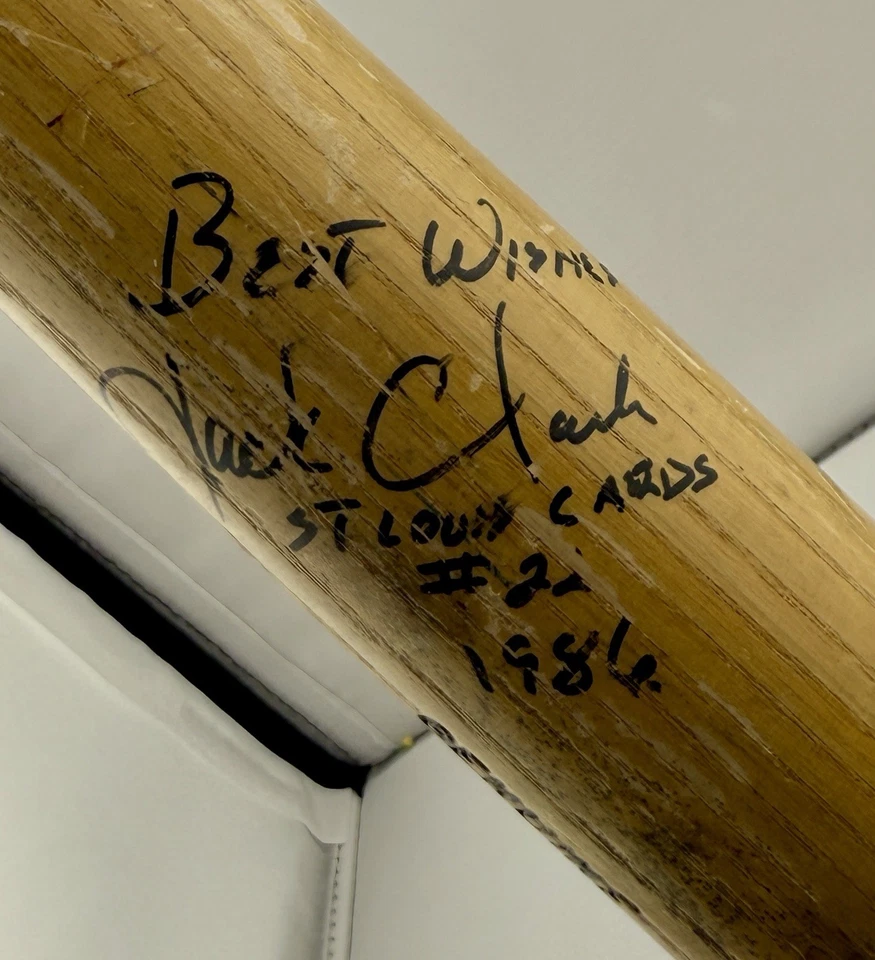 BEST WISHES
Jack Clark
ST LOUIS CARDS
#22
1986